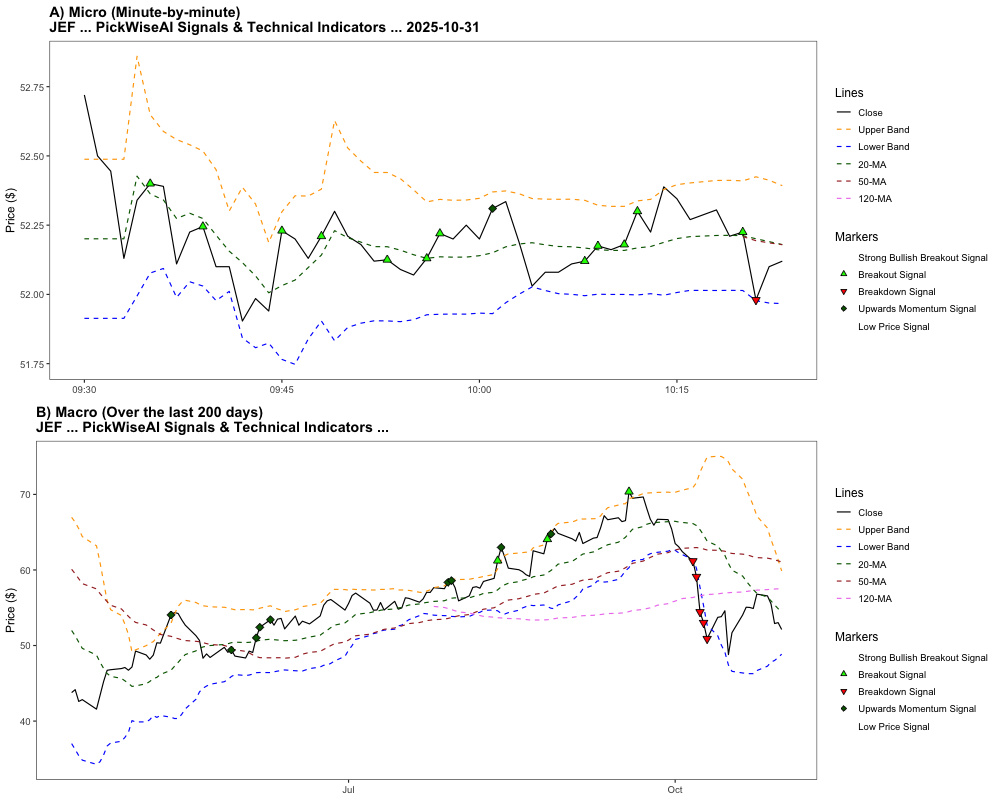 A) Micro (Minute-by-minute)
JEF ... PickWiseAI Signals & Technical Indicators ... 2025-10-31
Price ($)
52.75
52.50
52.25
52.00
51.75
09:30
09:45
10:00
10:15
Lines
Close
Upper Band
Lower Band
20-MA
50-MA
120-MA
Markers
Strong Bullish Breakout Signal
Breakout Signal
Breakdown Signal
Upwards Momentum Signal
Low Price Signal
B) Macro (Over the last 200 days)
JEF ... PickWiseAI Signals & Technical Indicators ...
Price ($)
70
60
50
40
Jul
Oct
Lines
Close
Upper Band
Lower Band
20-MA
50-MA
120-MA
Markers
Strong Bullish Breakout Signal
Breakout Signal
Breakdown Signal
Upwards Momentum Signal
Low Price Signal